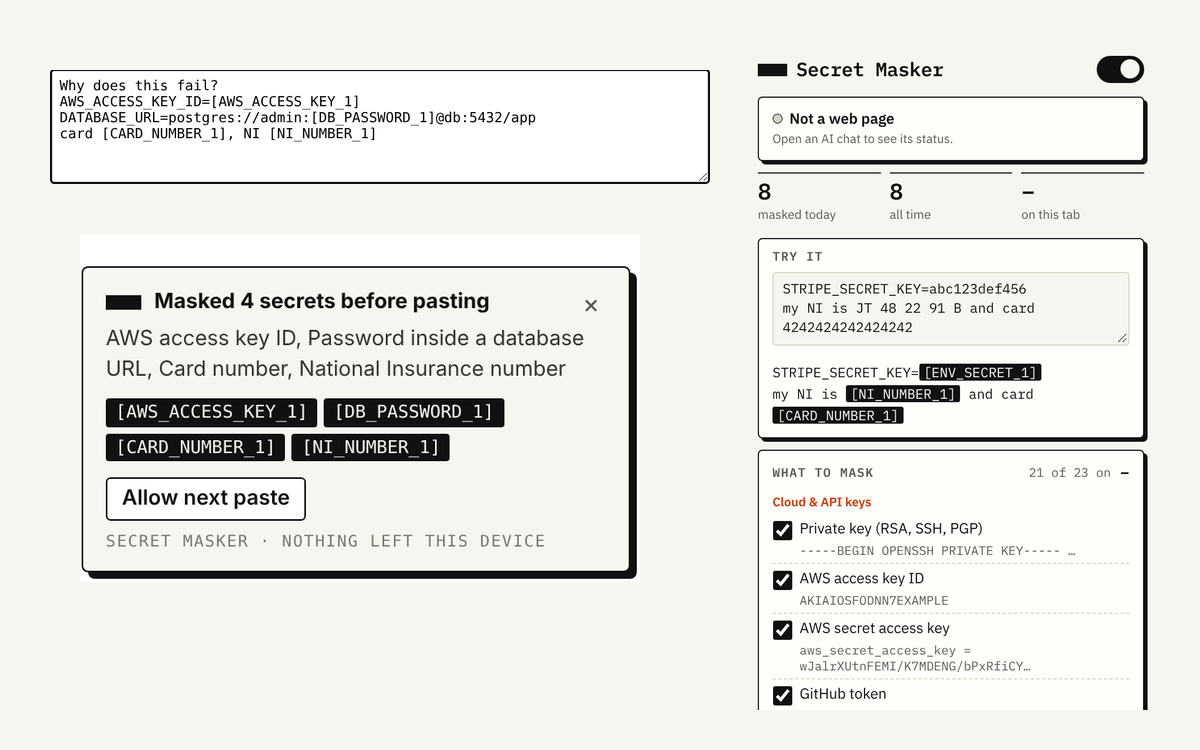 Why does this fail?
AWS_ACCESS_KEY_ID=[AWS_ACCESS_KEY_1]
DATABASE_URL=postgres://admin:[DB_PASSWORD_1]@db:5432/app
card [CARD_NUMBER_1], NI [NI_NUMBER_1]
Masked 4 secrets before pasting ×
AWS access key ID, Password inside a database
URL, Card number, National Insurance number
[AWS_ACCESS_KEY_1] [DB_PASSWORD_1]
[CARD_NUMBER_1] [NI_NUMBER_1]
Allow next paste
SECRET MASKER · NOTHING LEFT THIS DEVICE
Secret Masker
Not a web page
Open an AI chat to see its status.
8 8 –
masked today all time on this tab
TRY IT
STRIPE_SECRET_KEY=abc123def456
my NI is JT 48 22 91 B and card
4242424242424242
STRIPE_SECRET_KEY=[ENV_SECRET_1]
my NI is [NI_NUMBER_1] and card
[CARD_NUMBER_1]
WHAT TO MASK 21 of 23 on –
Cloud & API keys
Private key (RSA, SSH, PGP)
-----BEGIN OPENSSH PRIVATE KEY----- …
AWS access key ID
AKIAIOSFODNN7EXAMPLE
AWS secret access key
aws_secret_access_key =
wJalrXUtnFEMI/K7MDENG/bPxRfiCY…
GitHub token